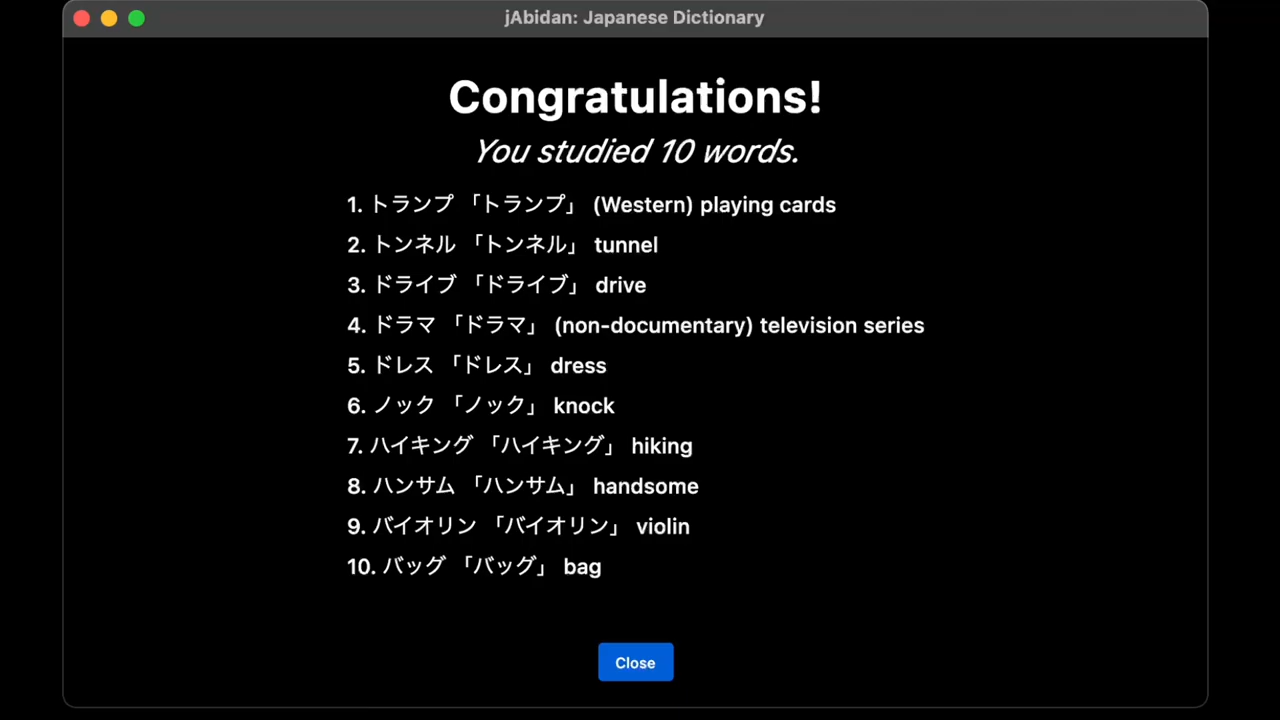 jAbidan: Japanese Dictionary
Congratulations!
You studied 10 words.
1. トランプ 「トランプ」 (Western) playing cards
2. トンネル 「トンネル」 tunnel
3. ドライブ 「ドライブ」 drive
4. ドラマ 「ドラマ」 (non-documentary) television series
5. ドレス 「ドレス」 dress
6. ノック 「ノック」 knock
7. ハイキング 「ハイキング」 hiking
8. ハンサム 「ハンサム」 handsome
9. バイオリン 「バイオリン」 violin
10. バッグ 「バッグ」 bag
Close